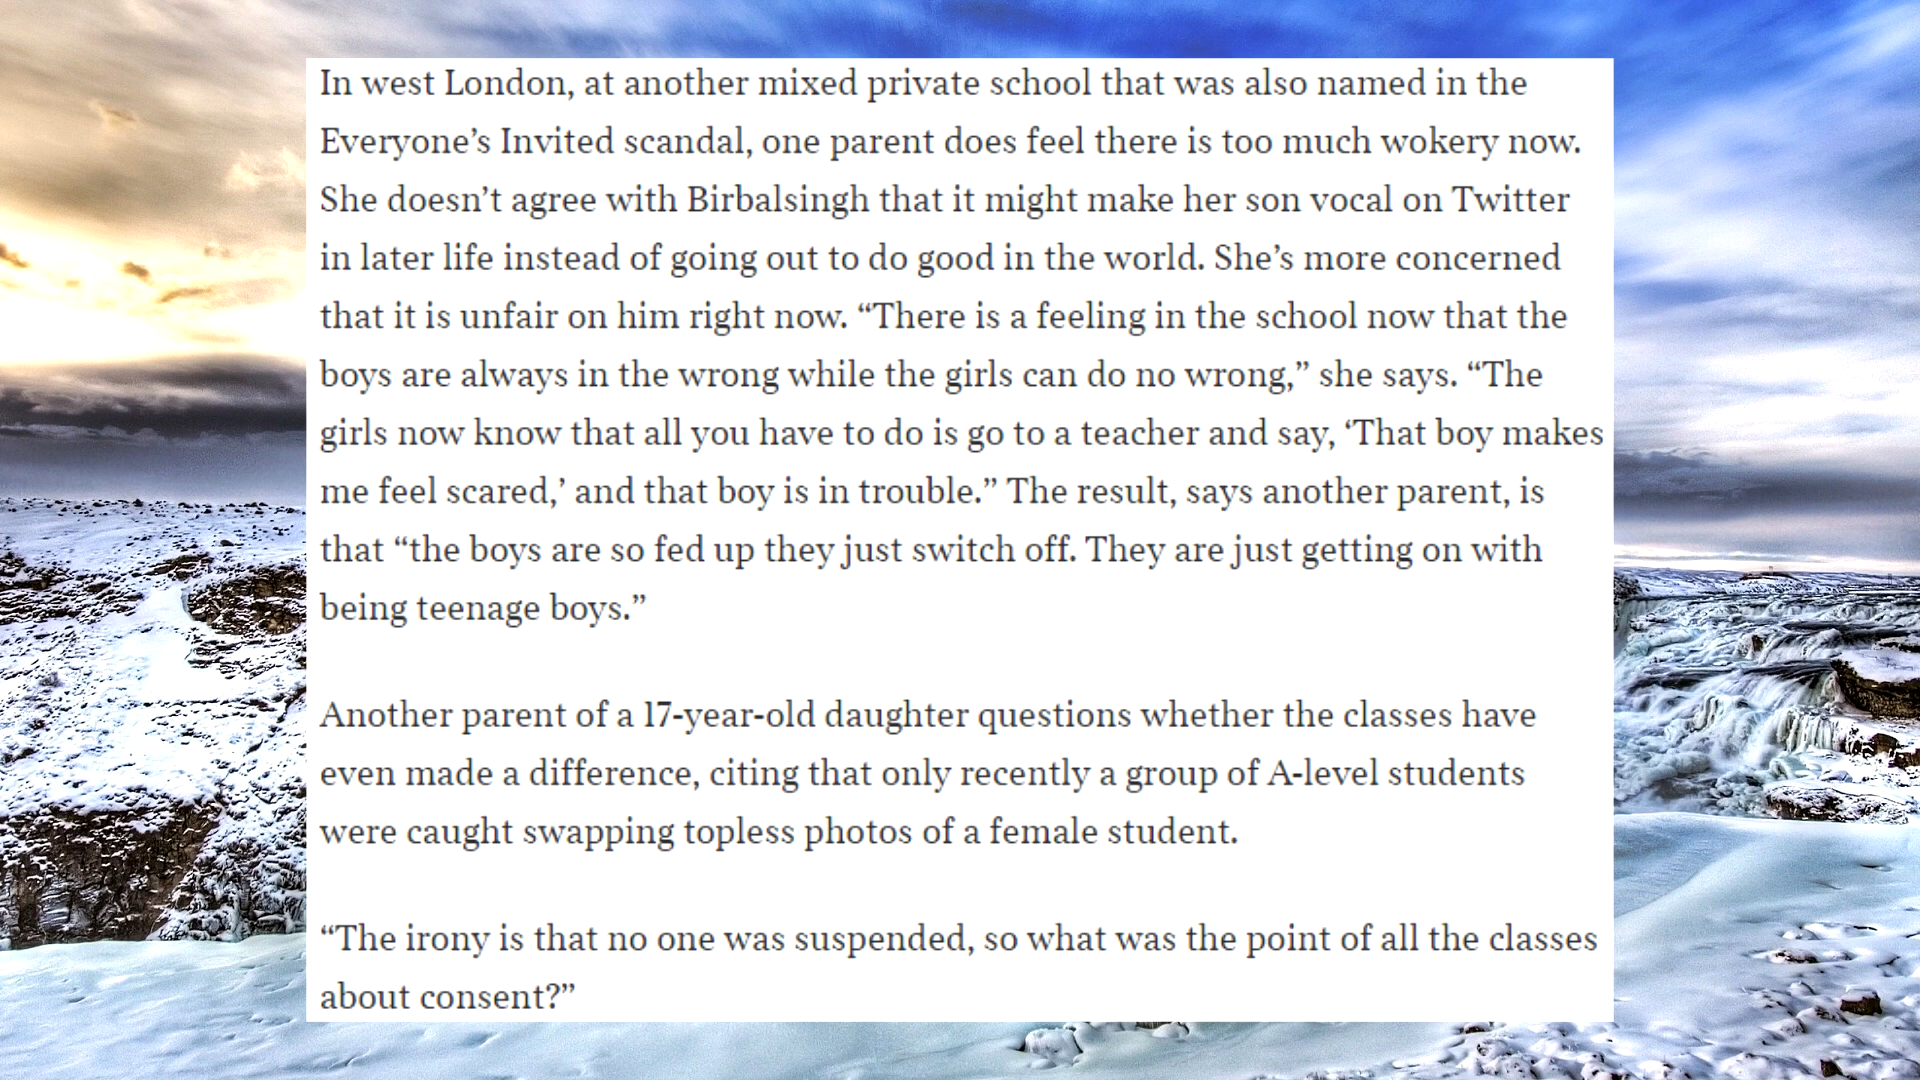 In west London, at another mixed private school that was also named in the
Everyone’s Invited scandal, one parent does feel there is too much wokery now.
She doesn’t agree with Birbalsingh that it might make her son vocal on Twitter
in later life instead of going out to do good in the world. She’s more concerned
that it is unfair on him right now. “There is a feeling in the school now that the
boys are always in the wrong while the girls can do no wrong,” she says. “The
girls now know that all you have to do is go to a teacher and say, ‘That boy makes
me feel scared,’ and that boy is in trouble.” The result, says another parent, is
that “the boys are so fed up they just switch off. They are just getting on with
being teenage boys.”
Another parent of a 17-year-old daughter questions whether the classes have
even made a difference, citing that only recently a group of A-level students
were caught swapping topless photos of a female student.
“The irony is that no one was suspended, so what was the point of all the classes
about consent?”